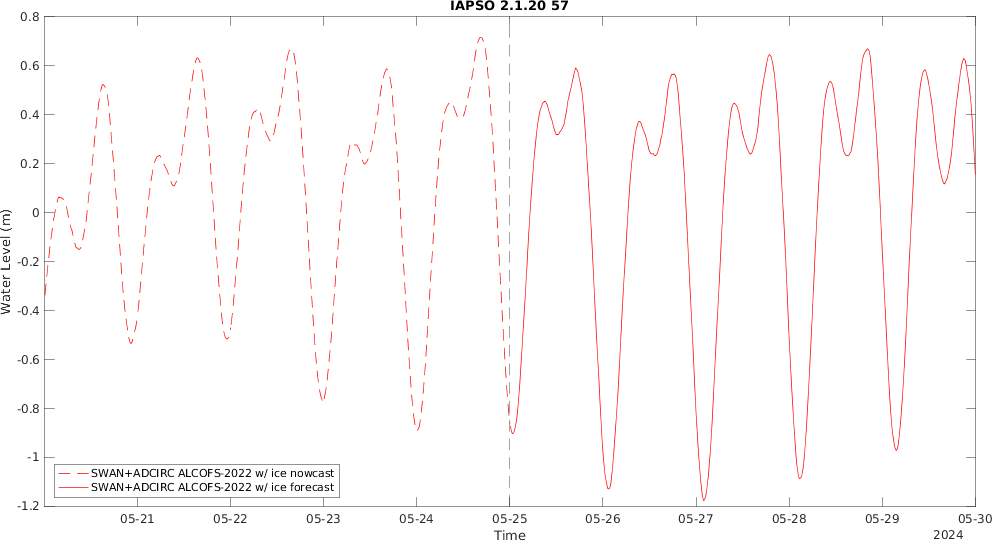 IAPSO 2.1.20 57
0.8
0.6
0.4
0.2
0
-0.2
-0.4
-0.6
-0.8
-1
-1.2
Water Level (m)
SWAN+ADCIRC ALCOFS-2022 w/ ice nowcast
SWAN+ADCIRC ALCOFS-2022 w/ ice forecast
05-21 05-22 05-23 05-24 05-25 05-26 05-27 05-28 05-29 05-30
Time
2024